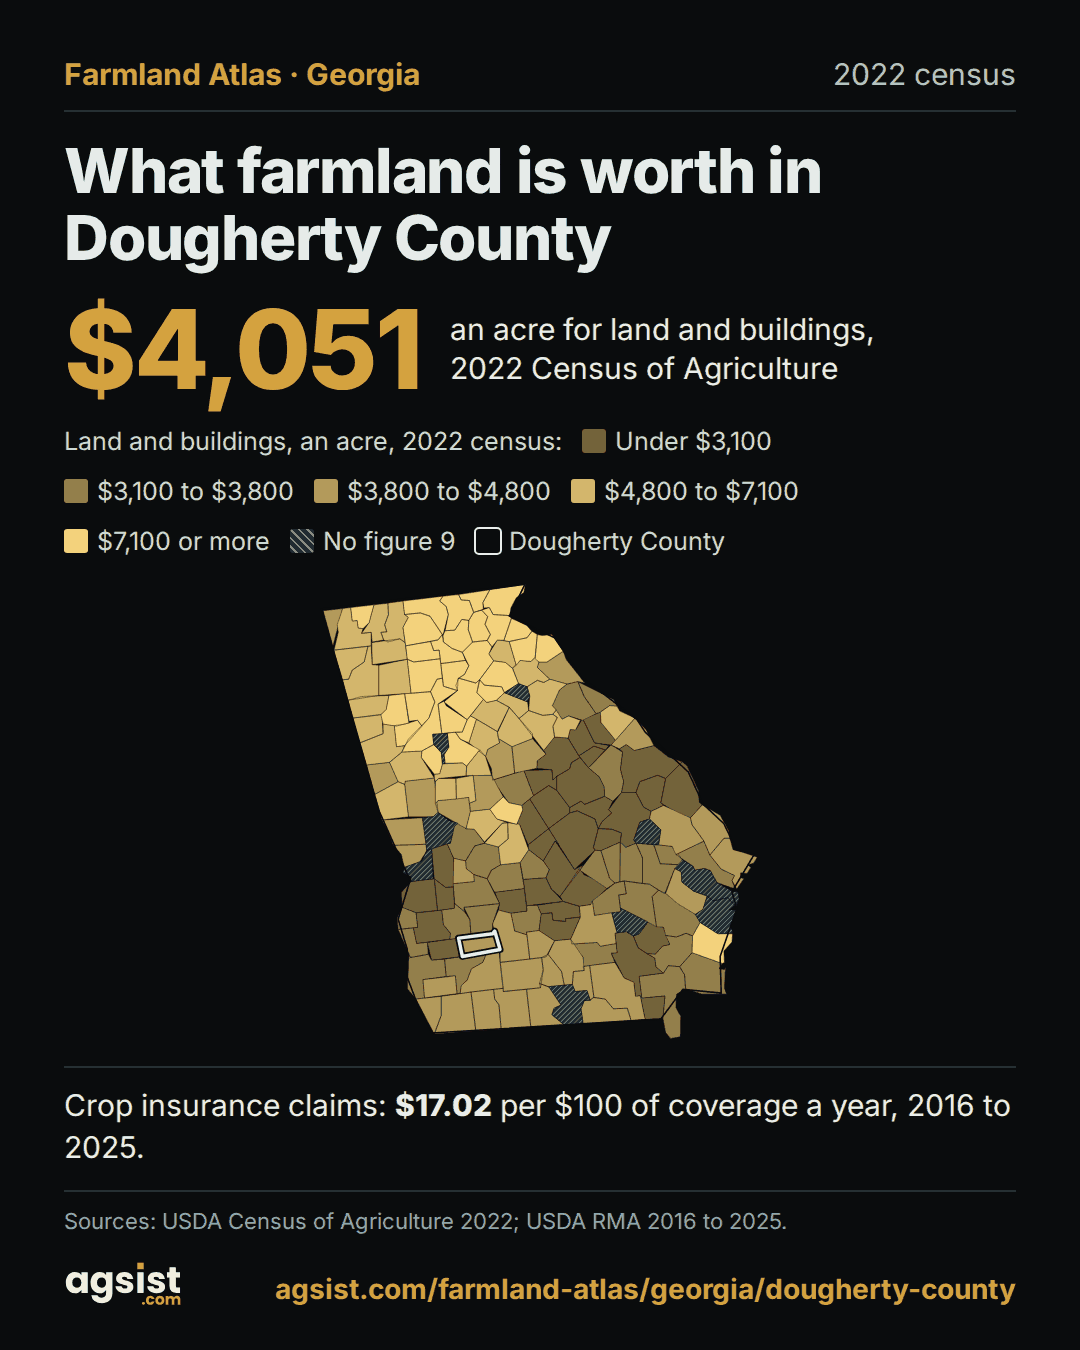 Farmland Atlas · Georgia
2022 census
What farmland is worth in
Dougherty County
$4,051
an acre for land and buildings,
2022 Census of Agriculture
Land and buildings, an acre, 2022 census: Under $3,100
$3,100 to $3,800 $3,800 to $4,800 $4,800 to $7,100
$7,100 or more No figure 9 Dougherty County
Crop insurance claims: $17.02 per $100 of coverage a year, 2016 to
2025.
Sources: USDA Census of Agriculture 2022; USDA RMA 2016 to 2025.
agsist
.com
agsist.com/farmland-atlas/georgia/dougherty-county